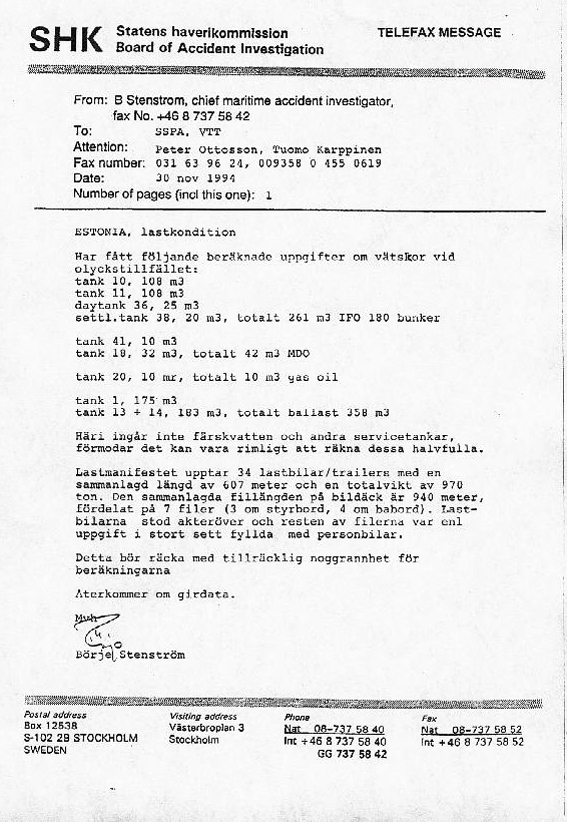 SHK Statens haverikommission
Board of Accident Investigation
TELEFAX MESSAGE
From: B Stenstrom, chief maritime accident investigator,
fax No. +46 8 737 58 42
To: SSPA, VTT
Attention: Peter Ottosson, Tuomo Karppinen
Fax number: 031 63 96 24, 009358 0 455 0619
Date: 30 nov 1994
Number of pages (incl this one): 1
ESTONIA, lastkondition
Har fått följande beräknade uppgifter om vätskor vid
olyckstillfället:
tank 10, 108 m3
tank 11, 108 m3
daytank 36, 25 m3
settl.tank 38, 20 m3, totalt 261 m3 IFO 180 bunker
tank 41, 10 m3
tank 18, 32 m3, totalt 42 m3 MDO
tank 20, 10 mr, totalt 10 m3 gas oil
tank 1, 175 m3
tank 13 + 14, 183 m3, totalt ballast 358 m3
Häri ingår inte färskvatten och andra servicetankar,
förmodar det kan vara rimligt att räkna dessa halvfulla.
Lastmanifestet upptar 34 lastbilar/trailers med en
sammanlagd längd av 607 meter och en totalvikt av 970
ton. Den sammanlagda fillängden på bildäck är 940 meter,
fördelat på 7 filer (3 om styrbord, 4 om babord). Last-
bilarna stod akteröver och resten av filerna var enl
uppgift i stort sett fyllda med personbilar.
Detta bör räcka med tillräcklig noggrannhet för
beräkningarna
Återkommer om girdata.
Mvh
Börje Stenström
Postal address
Box 12538
S-102 29 STOCKHOLM
SWEDEN
Visiting address
Västerbroplan 3
Stockholm
Phone
Nat 08-737 58 40
Int +46 8 737 58 40
GG 737 58 42
Fax
Nat 08-737 58 52
Int +46 8 737 58 52